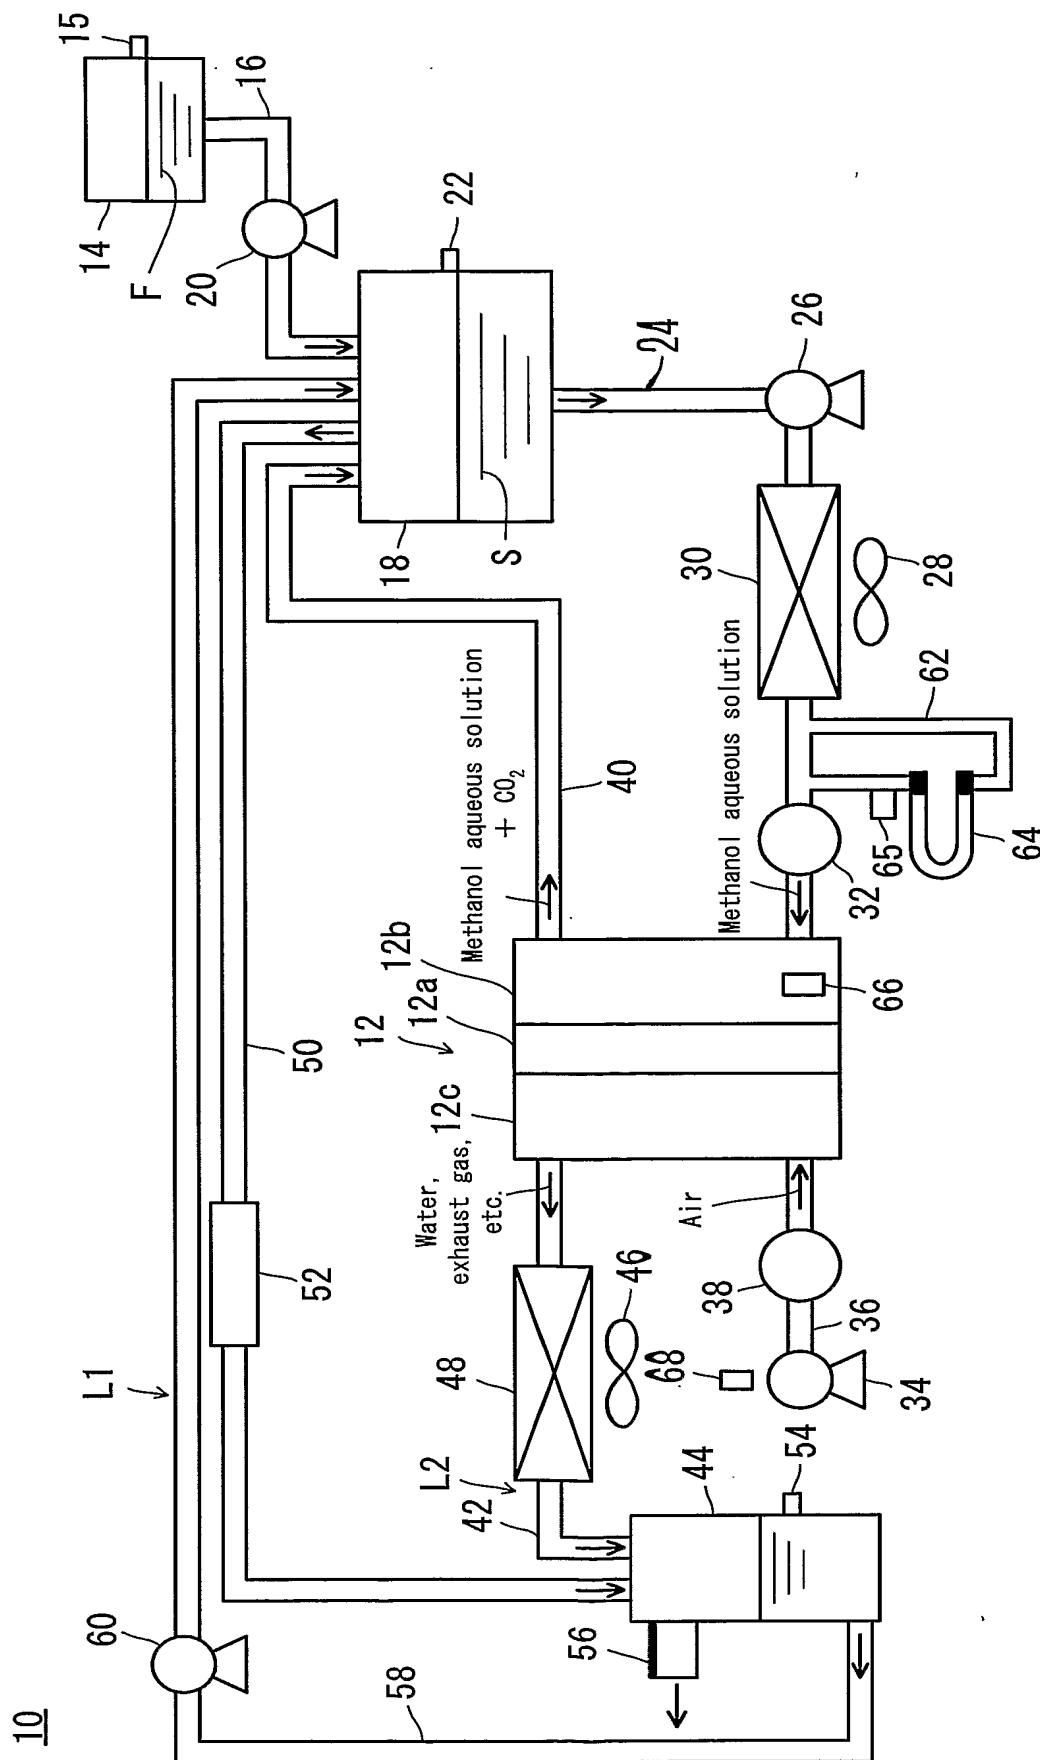 10
L1
60
58
50
52
15
14
F
16
20
22
18
S
24
26
30
28
62
64
65
32
Methanol aqueous solution
Methanol aqueous solution
+ CO₂
40
12
12a
12b
12c
66
Water,
exhaust gas,
etc.
Air
38
36
34
68
46
48
L2
42
44
54
56